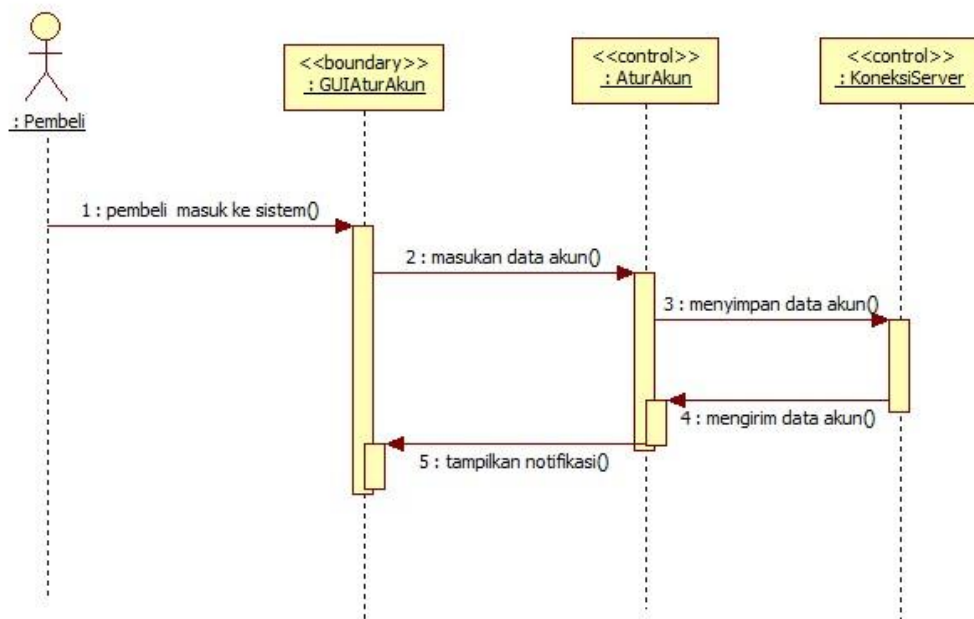 <<boundary>>
: GUIAturAkun
<<control>>
: AturAkun
<<control>>
: KoneksiServer
: Pembeli
1 : pembeli masuk ke sistem()
2 : masukan data akun()
3 : menyimpan data akun()
4 : mengirim data akun()
5 : tampilkan notifikasi()